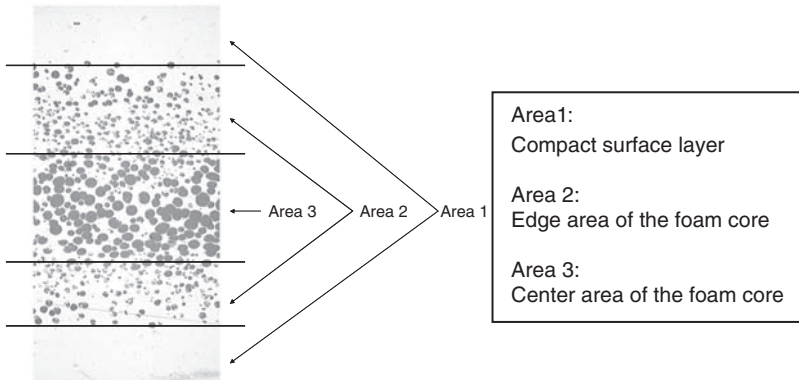 Area 3
Area 2
Area 1
Area1:
Compact surface layer
Area 2:
Edge area of the foam core
Area 3:
Center area of the foam core